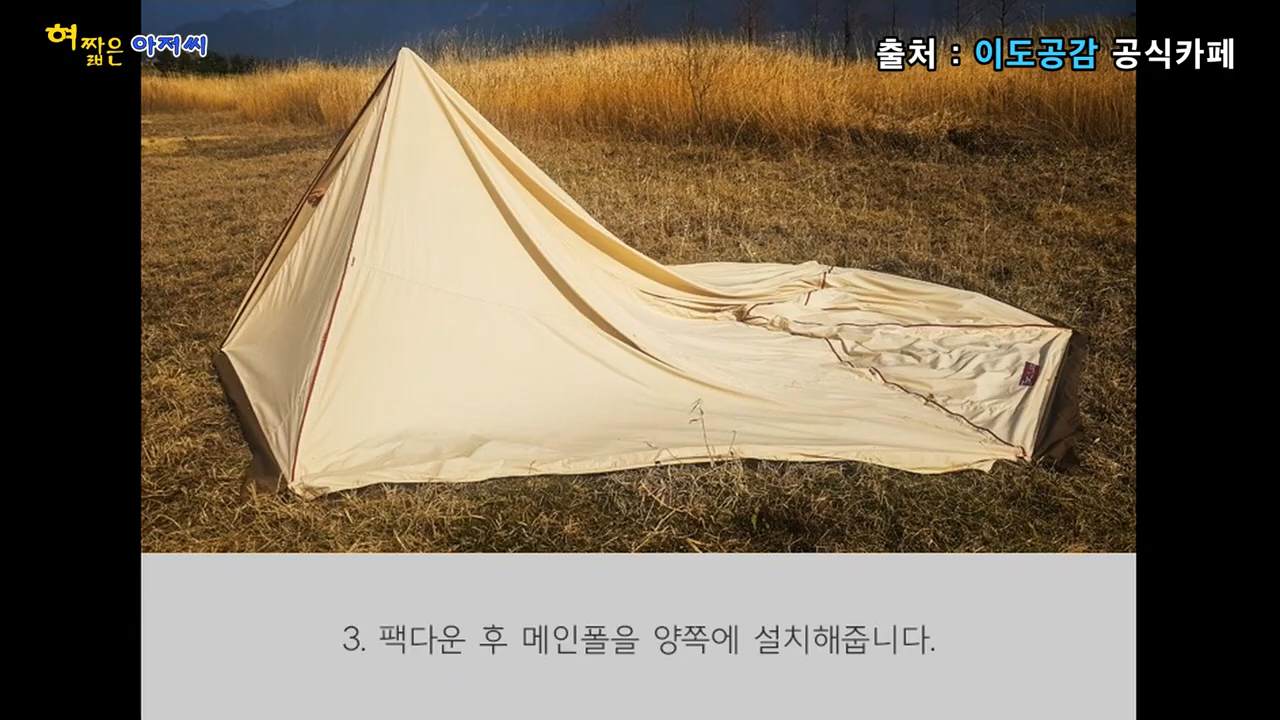 혀 짧은 아저씨
출처 : 이도공감 공식카페
3. 팩다운 후 메인폴을 양쪽에 설치해줍니다.